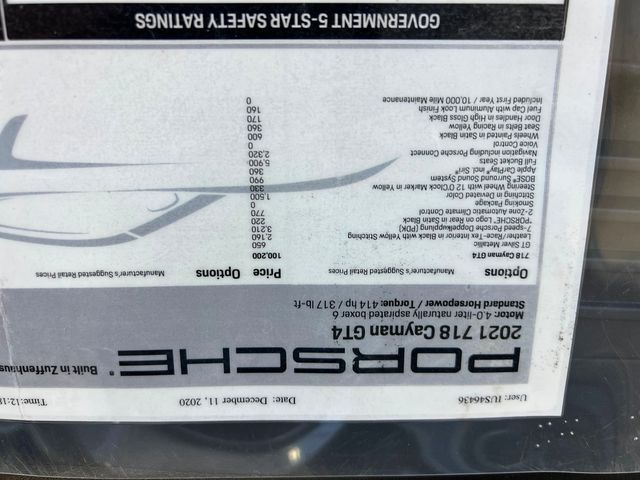 User: IUS46436 Date: December 11, 2020 Time:12:18
PORSCHE® Built in Zuffenhaus
2021 718 Cayman GT4
Motor: 4.0-liter naturally aspirated boxer 6
Standard Horsepower / Torque: 414 hp / 317 lb-ft
Options Manufacturer's Suggested Retail Prices Price Options Manufacturer's Suggested Retail Prices
718 Cayman GT4 100,200
GT Silver Metallic 650
Leather/Race-Tex Interior in Black with Yellow Stitching 2,160
7-speed Porsche Doppelkupplung (PDK) 3,210
"PORSCHE" Logo on Rear in Satin Black 220
2-Zone Automatic Climate Control 770
Smoking Package 0
Stitching in Deviated Color 1,500
Steering Wheel with 12 O'Clock Marker in Yellow 330
BOSE® Surround Sound System 990
Apple CarPlay® incl. Siri® 360
Full Bucket Seats 5,900
Navigation including Porsche Connect 2,320
Voice Control 0
Wheels Painted in Satin Black 600
Seat Belts in Racing Yellow 360
Door Handles in High Gloss Black 170
Fuel Cap with Aluminum Look Finish 160
Included First Year / 10,000 Mile Maintenance 0
GOVERNMENT 5-STAR SAFETY RATINGS